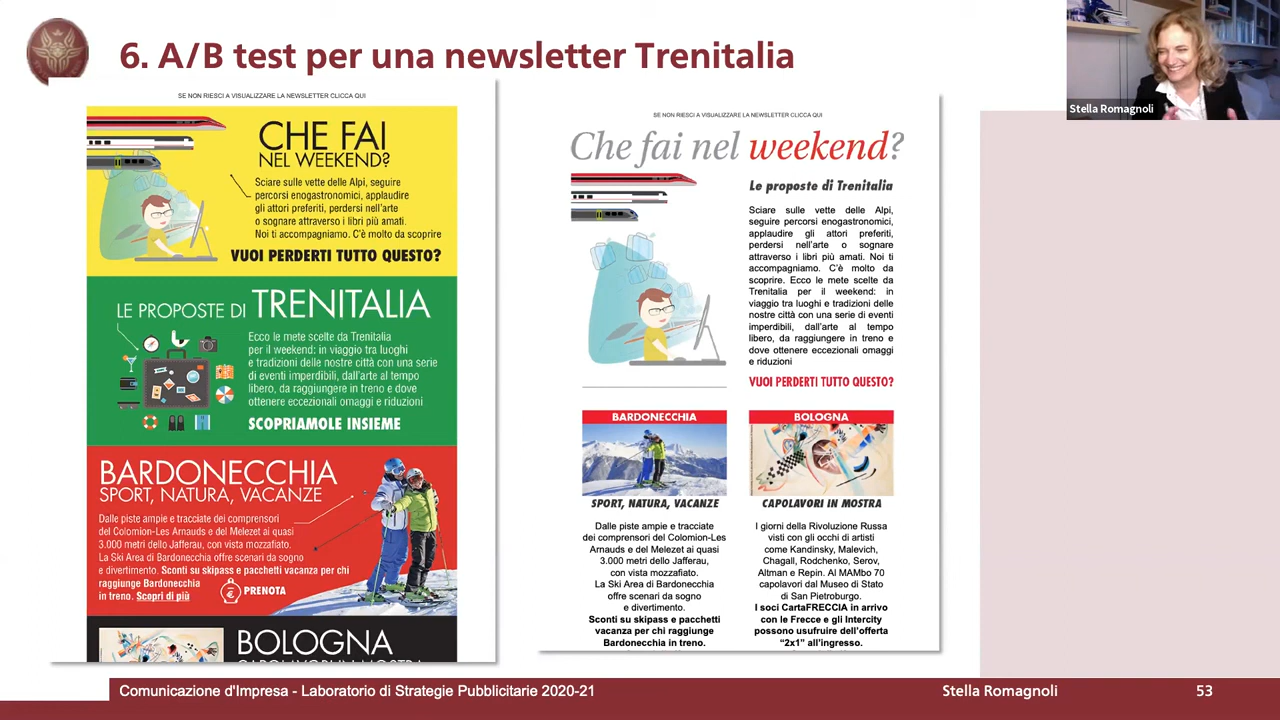 6. A/B test per una newsletter Trenitalia
Stella Romagnoli
SE NON RIESCI A VISUALIZZARE LA NEWSLETTER CLICCA QUI
CHE FAI
NEL WEEKEND?
Sciare sulle vette delle Alpi, seguire
percorsi enogastronomici, applaudire
gli attori preferiti, perdersi nell'arte
o sognare attraverso i libri più amati.
Noi ti accompagniamo. C'è molto da scoprire
VUOI PERDERTI TUTTO QUESTO?
LE PROPOSTE DI TRENITALIA
Ecco le mete scelte da Trenitalia
per il weekend: in viaggio tra luoghi
e tradizioni delle nostre città con una serie
di eventi imperdibili, dall'arte al tempo
libero, da raggiungere in treno e dove
ottenere eccezionali omaggi e riduzioni
SCOPRIAMOLE INSIEME
BARDONECCHIA
SPORT, NATURA, VACANZE
Dalle piste ampie e tracciate dei comprensori
del Colomion-Les Arnauds e del Melezet ai quasi
3.000 metri dello Jafferau, con vista mozzafiato.
La Ski Area di Bardonecchia offre scenari da sogno
e divertimento. Sconti su skipass e pacchetti vacanza per chi
raggiunge Bardonecchia
in treno. Scopri di più
€ PRENOTA
BOLOGNA
CAPOLAVORI IN MOSTRA
SE NON RIESCI A VISUALIZZARE LA NEWSLETTER CLICCA QUI
Che fai nel weekend?
Le proposte di Trenitalia
Sciare sulle vette delle Alpi,
seguire percorsi enogastronomici,
applaudire gli attori preferiti,
perdersi nell'arte o sognare
attraverso i libri più amati. Noi ti
accompagniamo. C'è molto da
scoprire. Ecco le mete scelte da
Trenitalia per il weekend: in
viaggio tra luoghi e tradizioni delle
nostre città con una serie di eventi
imperdibili, dall'arte al tempo
libero, da raggiungere in treno e
dove ottenere eccezionali omaggi
e riduzioni
VUOI PERDERTI TUTTO QUESTO?
BARDONECCHIA
SPORT, NATURA, VACANZE
Dalle piste ampie e tracciate
dei comprensori del Colomion-Les
Arnauds e del Melezet ai quasi
3.000 metri dello Jafferau,
con vista mozzafiato.
La Ski Area di Bardonecchia
offre scenari da sogno
e divertimento.
Sconti su skipass e pacchetti
vacanza per chi raggiunge
Bardonecchia in treno.
BOLOGNA
CAPOLAVORI IN MOSTRA
I giorni della Rivoluzione Russa
visti con gli occhi di artisti
come Kandinsky, Malevich,
Chagall, Rodchenko, Serov,
Altman e Repin. Al MAMbo 70
capolavori dal Museo di Stato
di San Pietroburgo.
I soci CartaFRECCIA in arrivo
con le Frecce e gli Intercity
possono usufruire dell'offerta
"2x1" all'ingresso.
Comunicazione d'Impresa - Laboratorio di Strategie Pubblicitarie 2020-21
Stella Romagnoli
53